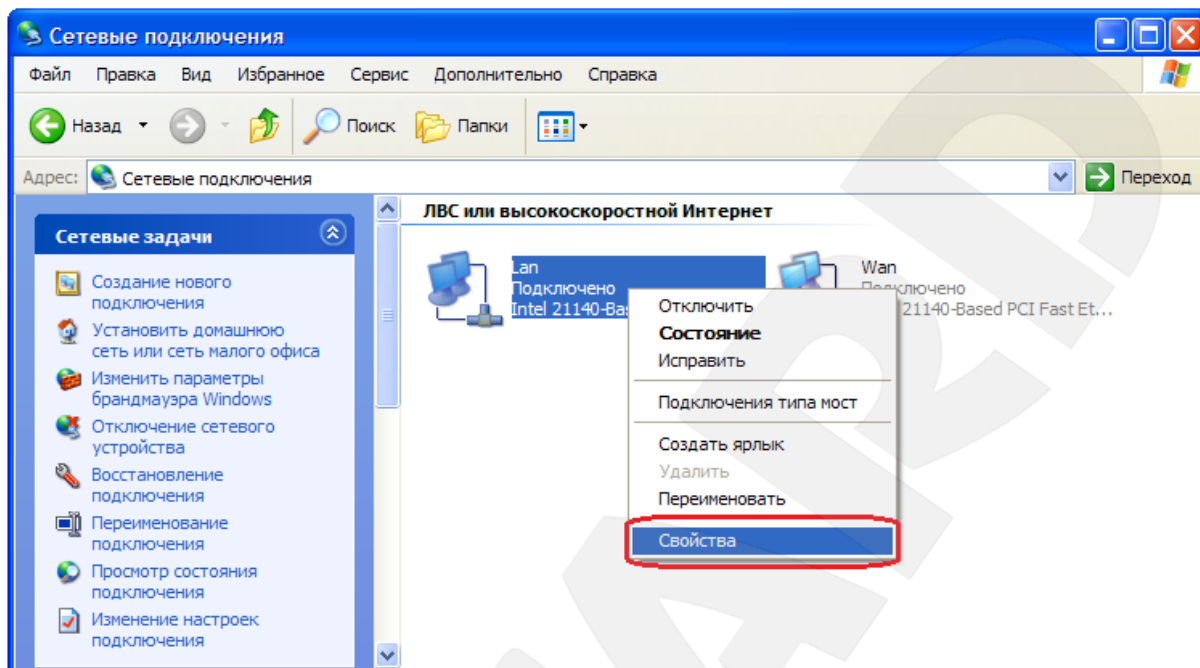 Сетевые подключения
Файл Правка Вид Избранное Сервис Дополнительно Справка
Назад Поиск Папки
Адрес: Сетевые подключения Переход
Сетевые задачи
Создание нового
подключения
Установить домашнюю
сеть или сеть малого офиса
Изменить параметры
брандмауэра Windows
Отключение сетевого
устройства
Восстановление
подключения
Переименование
подключения
Просмотр состояния
подключения
Изменение настроек
подключения
ЛВС или высокоскоростной Интернет
Lan
Подключено
Intel 21140-Ba
Wan
Подключено
21140-Based PCI Fast Et...
Отключить
Состояние
Исправить
Подключения типа мост
Создать ярлык
Удалить
Переименовать
Свойства